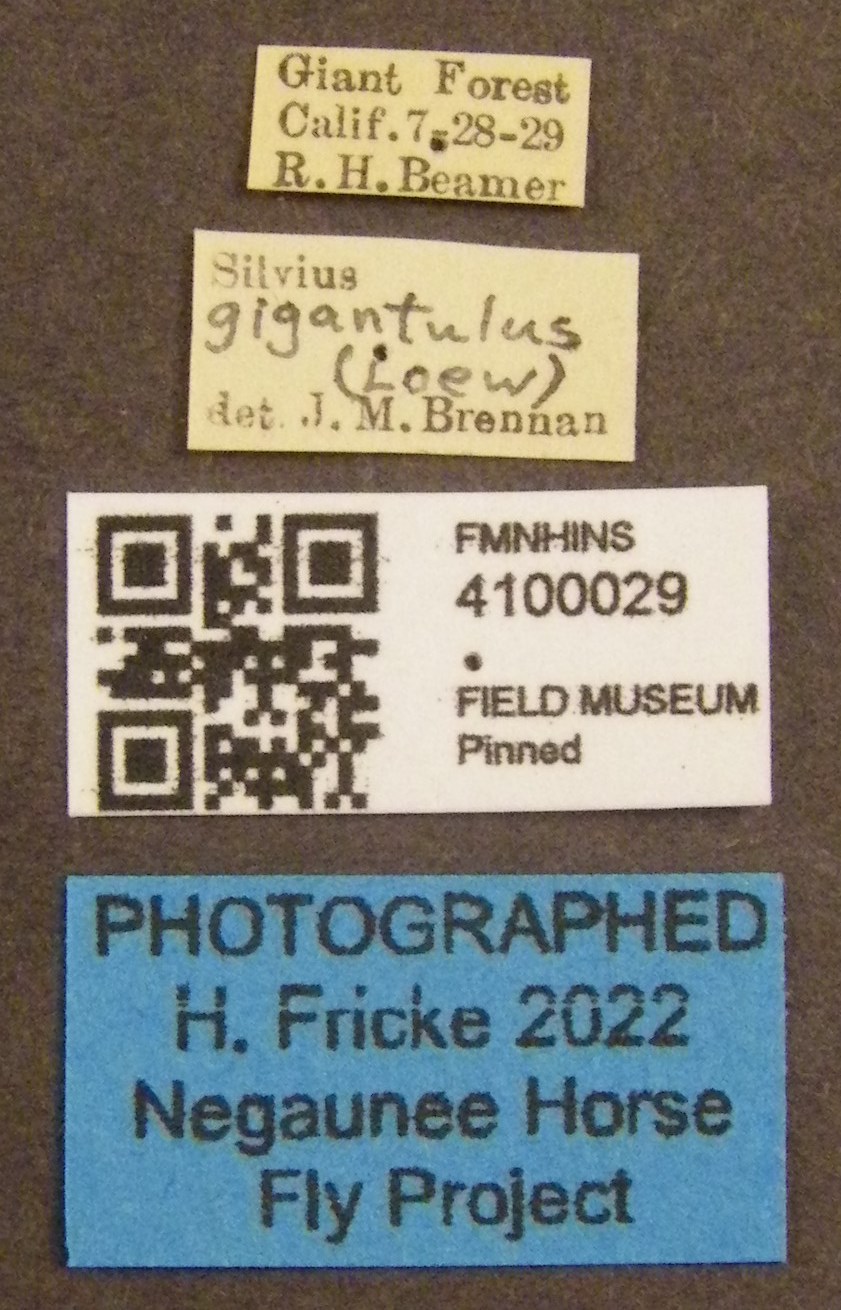 Giant Forest
Calif. 7-28-29
R. H. Beamer
Silvius
gigantulus
(Loew)
det. J. M. Brennan
FMNHINS
4100029
FIELD MUSEUM
Pinned
PHOTOGRAPHED
H. Fricke 2022
Negaunee Horse
Fly Project